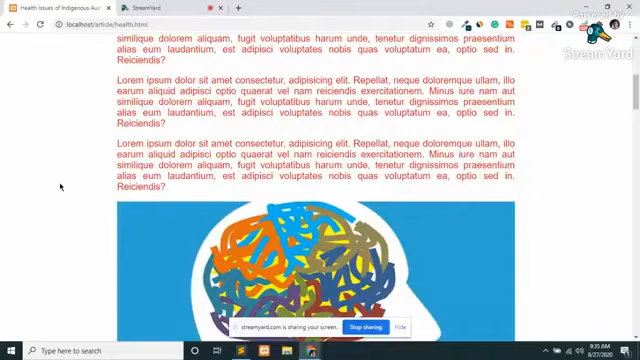 Health Issues of Indigenous Aus
StreamYard
localhost/article/health.html
Powered by
StreamYard
similique dolorem aliquam, fugit voluptatibus harum unde, tenetur dignissimos praesentium
alias eum laudantium, est adipisci voluptates nobis quas voluptatum ea, optio sed in.
Reiciendis?
Lorem ipsum dolor sit amet consectetur, adipisicing elit. Repellat, neque doloremque ullam, illo
earum aliquid adipisci optio quaerat vel nam reiciendis exercitationem. Minus iure nam aut
similique dolorem aliquam, fugit voluptatibus harum unde, tenetur dignissimos praesentium
alias eum laudantium, est adipisci voluptates nobis quas voluptatum ea, optio sed in.
Reiciendis?
Lorem ipsum dolor sit amet consectetur, adipisicing elit. Repellat, neque doloremque ullam, illo
earum aliquid adipisci optio quaerat vel nam reiciendis exercitationem. Minus iure nam aut
similique dolorem aliquam, fugit voluptatibus harum unde, tenetur dignissimos praesentium
alias eum laudantium, est adipisci voluptates nobis quas voluptatum ea, optio sed in.
Reiciendis?
streamyard.com is sharing your screen.
Stop sharing
Hide
Type here to search
9:35 AM
8/27/2020